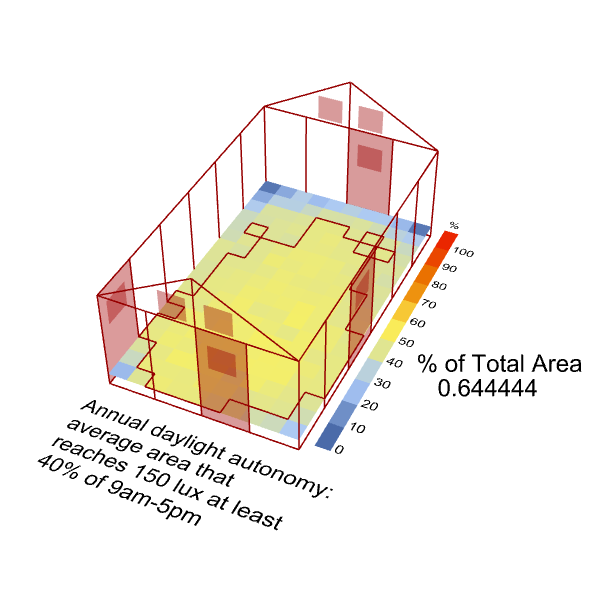 %
100
90
80
70
60
50
40
30
20
10
0
% of Total Area
0.644444
Annual daylight autonomy:
average area that
reaches 150 lux at least
40% of 9am-5pm